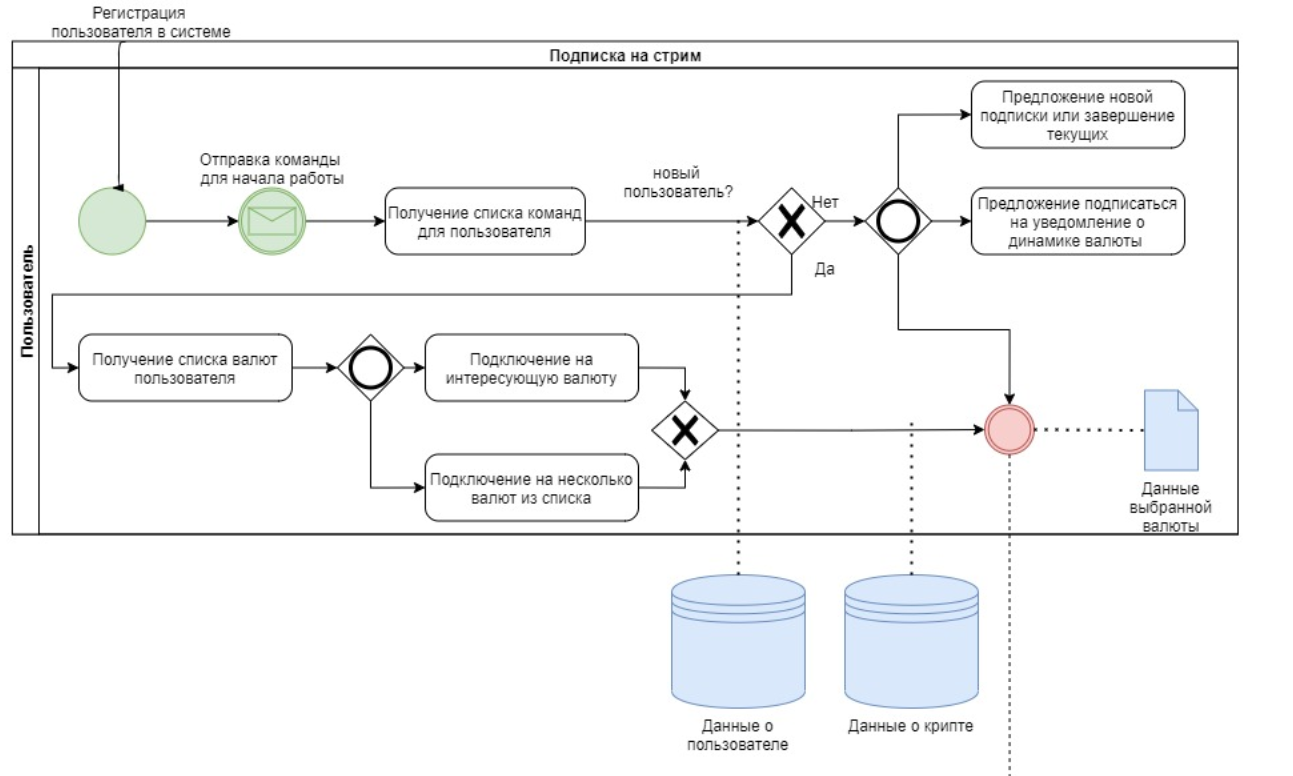 Регистрация
пользователя в системе
Подписка на стрим
Пользователь
Отправка команды
для начала работы
Получение списка команд
для пользователя
новый
пользователь?
Нет
Да
Предложение новой
подписки или завершение
текущих
Предложение подписаться
на уведомление о
динамике валюты
Получение списка валют
пользователя
Подключение на
интересующую валюту
Подключение на несколько
валют из списка
Данные
выбранной
валюты
Данные о
пользователе
Данные о крипте